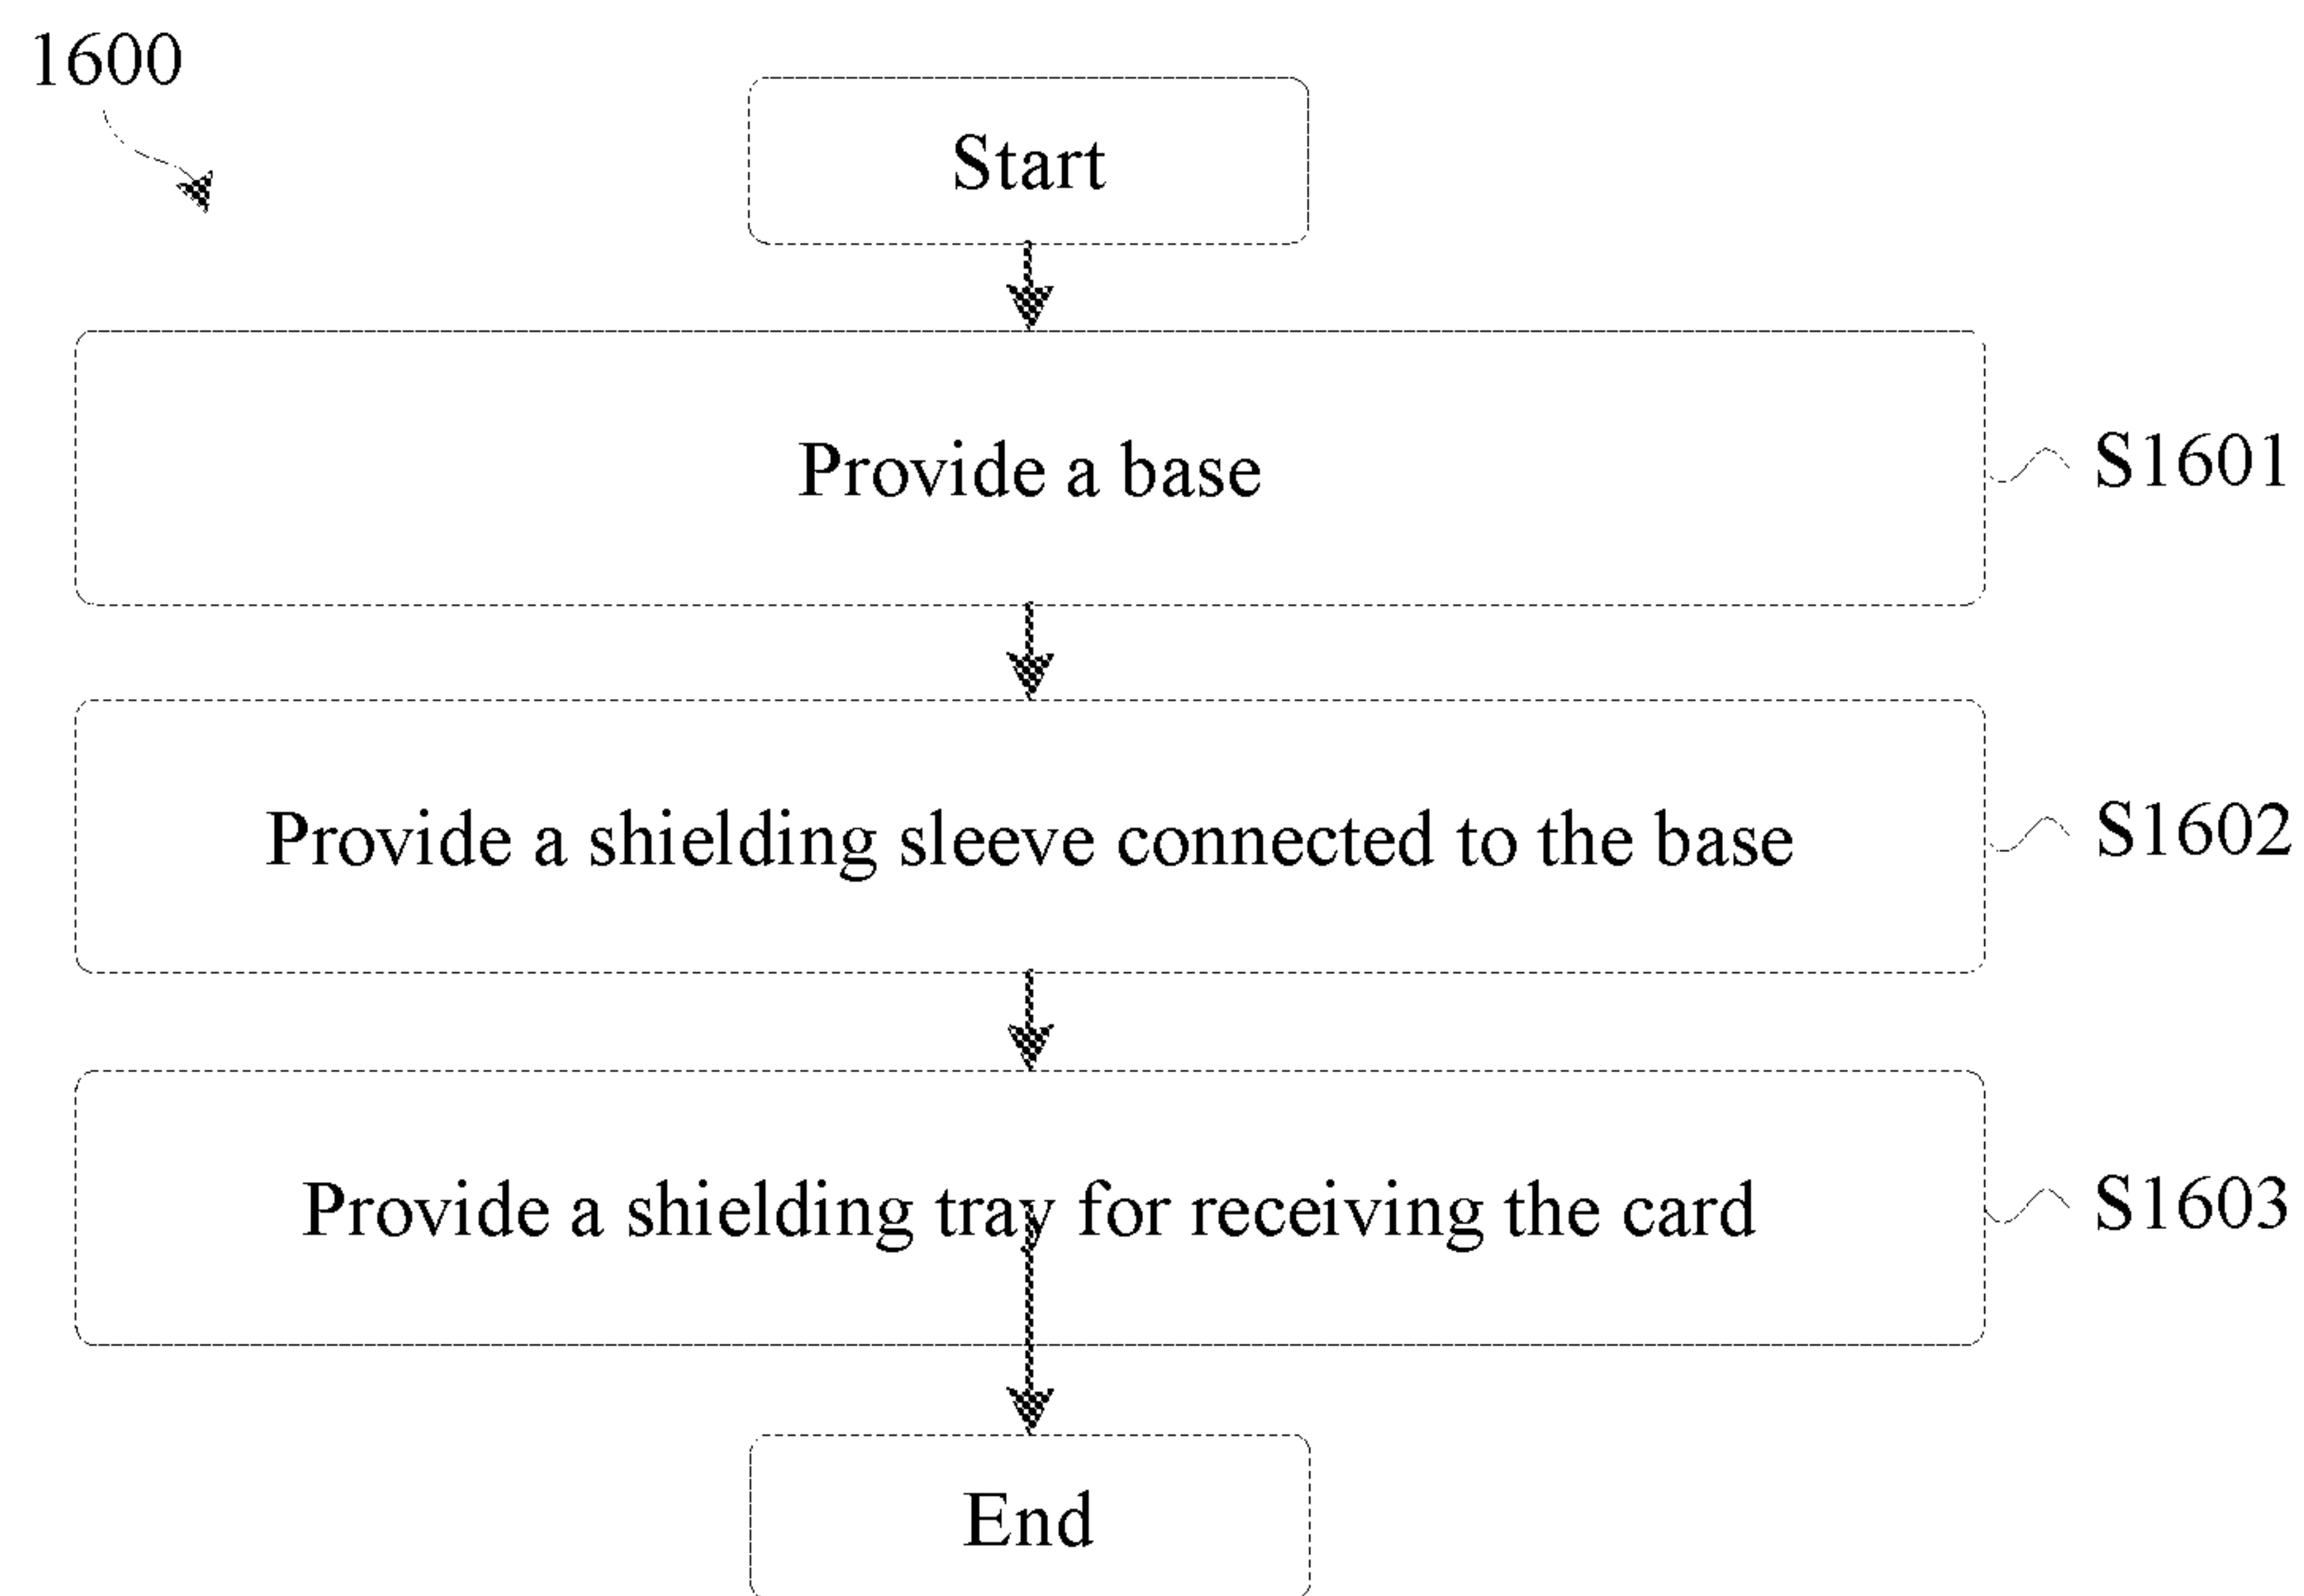 1600
Start
Provide a base
S1601
Provide a shielding sleeve connected to the base
S1602
Provide a shielding tray for receiving the card
S1603
End